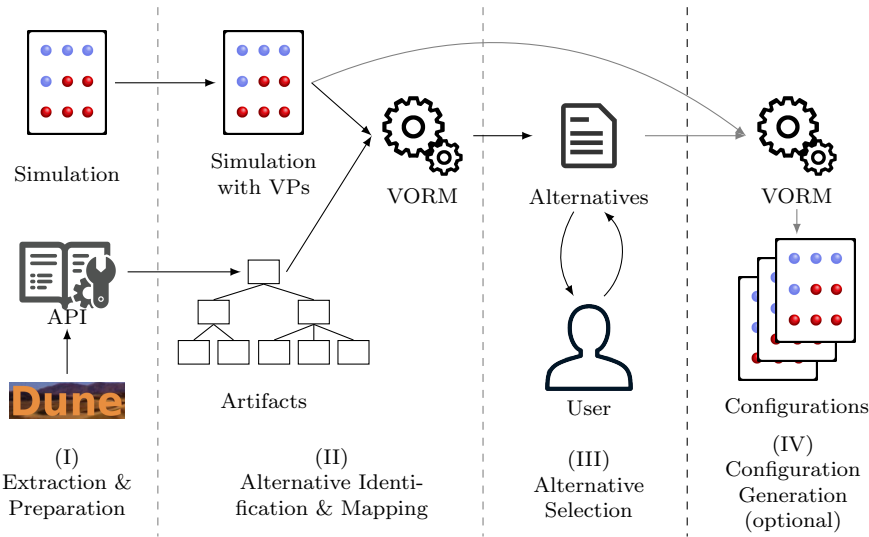 Simulation
Simulation
with VPs
VORM
Alternatives
VORM
API
Dune
Artifacts
User
Configurations
(I)
Extraction &
Preparation
(II)
Alternative Identi-
fication & Mapping
(III)
Alternative
Selection
(IV)
Configuration
Generation
(optional)